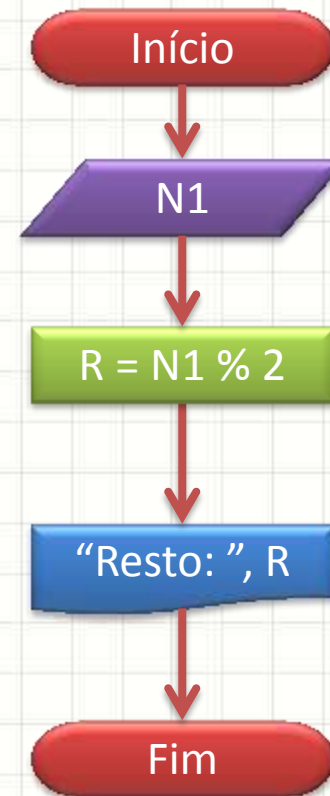 Início
N1
R = N1 % 2
“Resto: ”, R
Fim